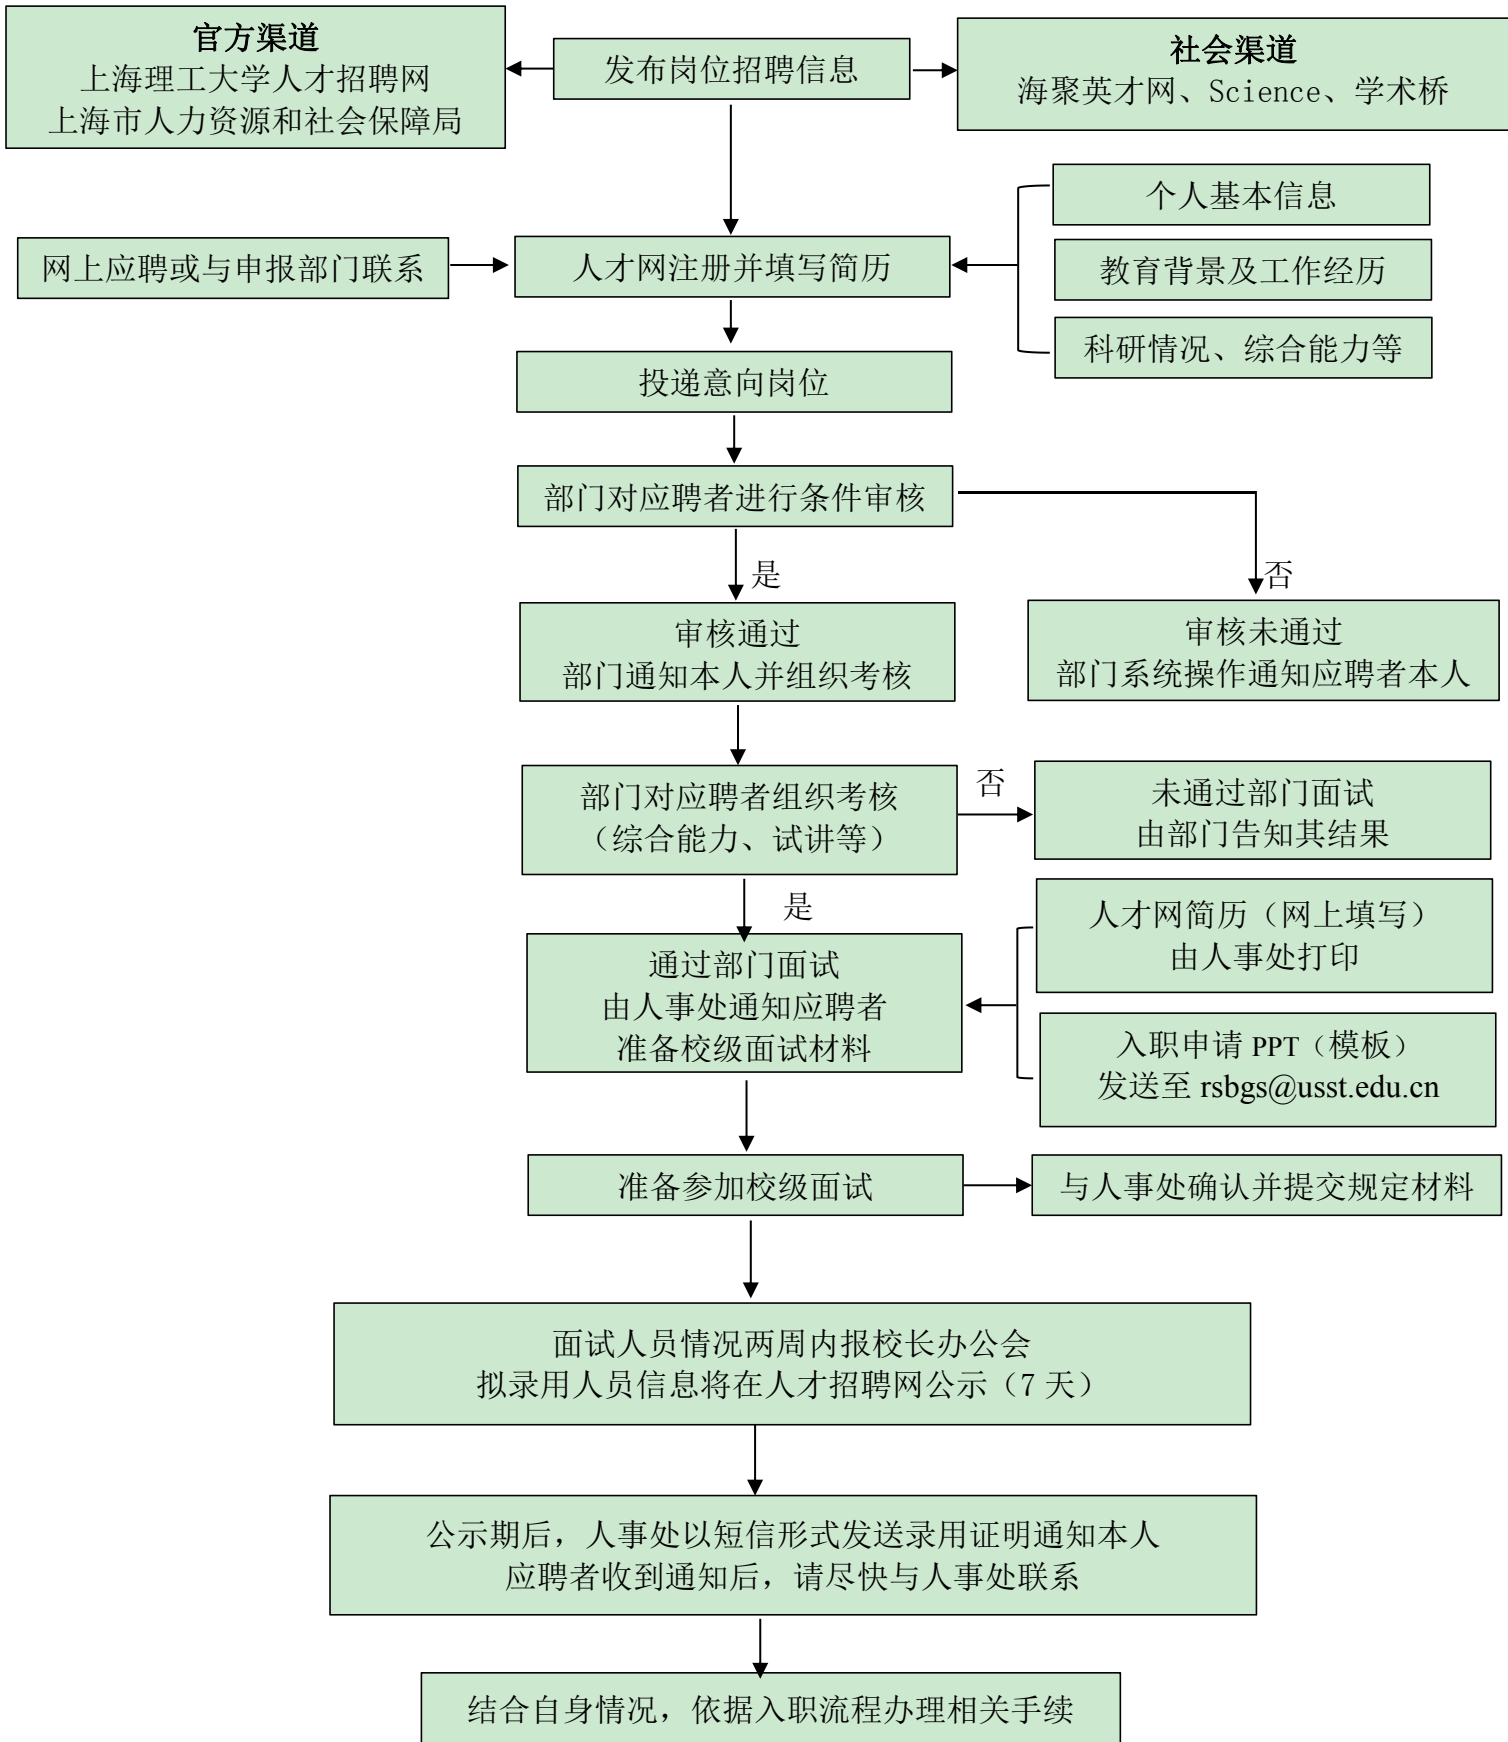 官方渠道
上海理工大学人才招聘网
上海市人力资源和社会保障局
发布岗位招聘信息
社会渠道
海聚英才网、Science、学术桥
网上应聘或与申报部门联系
人才网注册并填写简历
个人基本信息
教育背景及工作经历
科研情况、综合能力等
投递意向岗位
部门对应聘者进行条件审核
是
否
审核通过
部门通知本人并组织考核
审核未通过
部门系统操作通知应聘者本人
部门对应聘者组织考核
（综合能力、试讲等）
否
未通过部门面试
由部门告知其结果
是
通过部门面试
由人事处通知应聘者
准备校级面试材料
人才网简历（网上填写）
由人事处打印
入职申请 PPT（模板）
发送至 rsbgs@usst.edu.cn
准备参加校级面试
与人事处确认并提交规定材料
面试人员情况两周内报校长办公会
拟录用人员信息将在人才招聘网公示（7 天）
公示期后，人事处以短信形式发送录用证明通知本人
应聘者收到通知后，请尽快与人事处联系
结合自身情况，依据入职流程办理相关手续